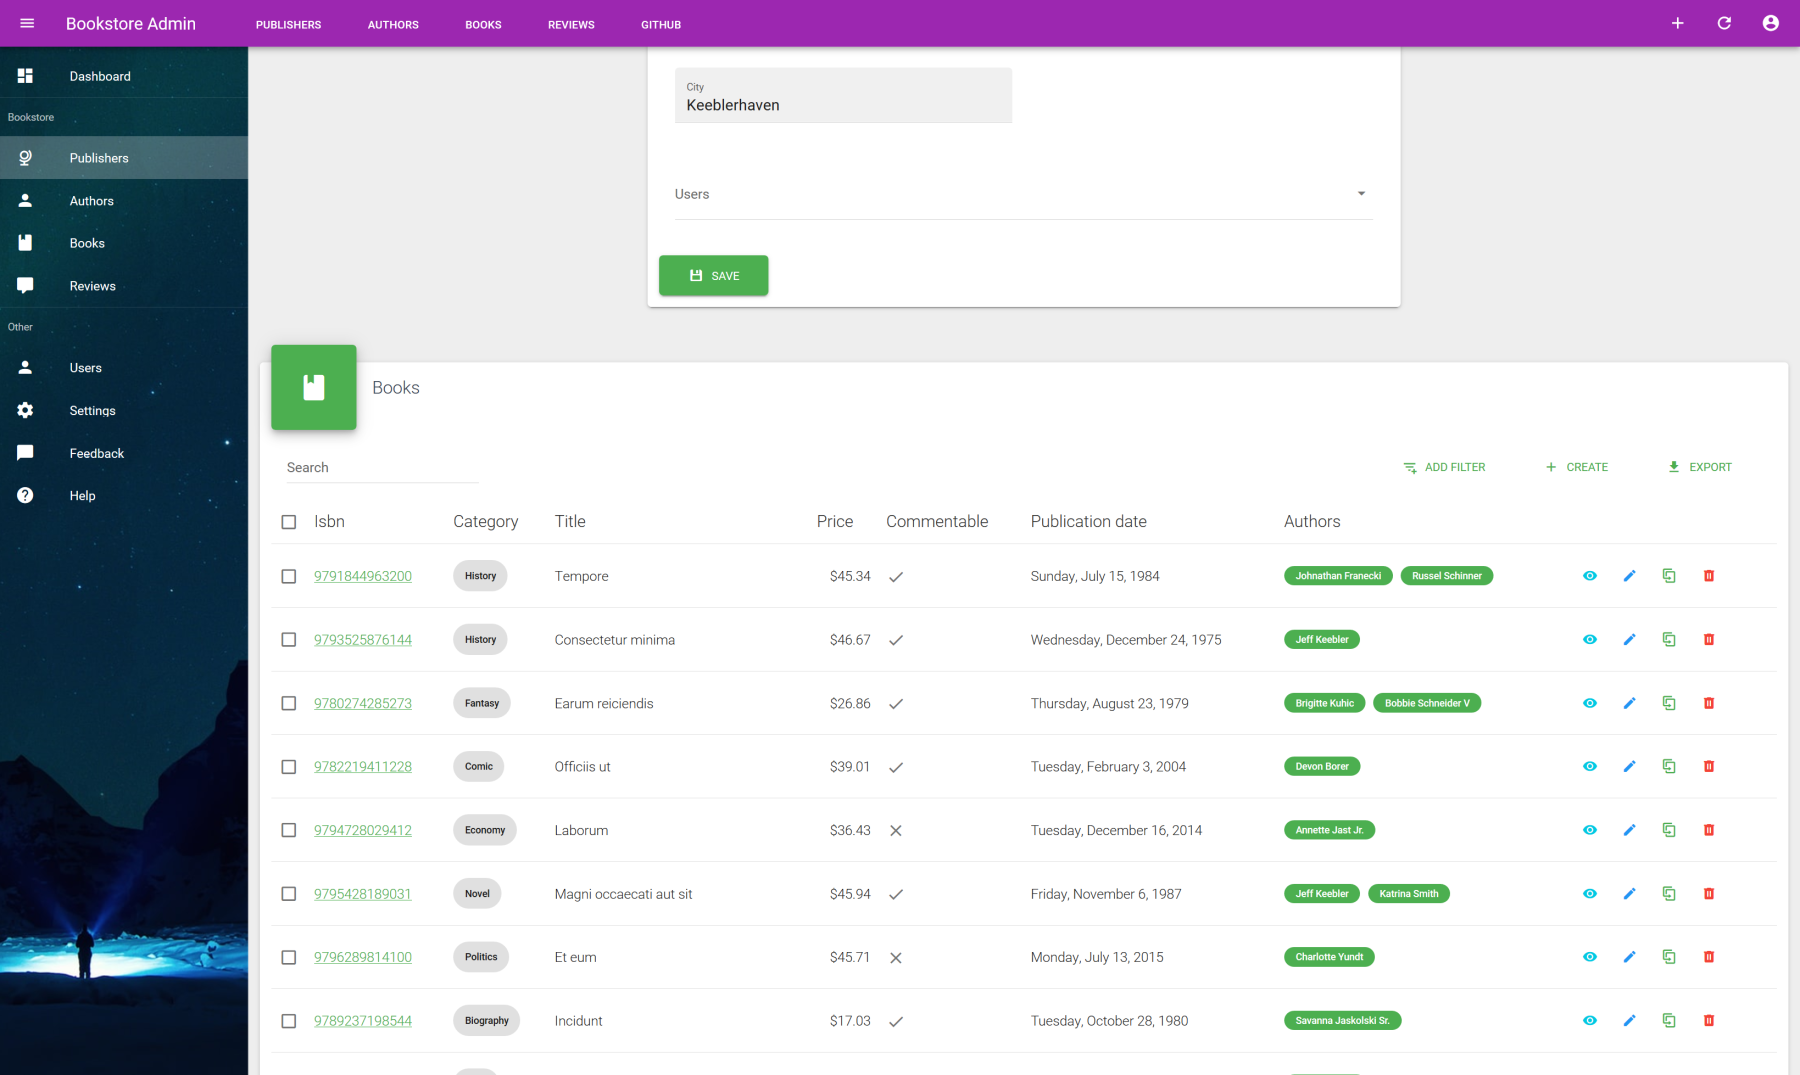 Bookstore Admin PUBLISHERS AUTHORS BOOKS REVIEWS GITHUB
Dashboard
Bookstore
Publishers
Authors
Books
Reviews
Other
Users
Settings
Feedback
Help
City
Keeblerhaven
Users
SAVE
Books
Search ADD FILTER CREATE EXPORT
Isbn Category Title Price Commentable Publication date Authors
9791844963200 History Tempore $45.34 Sunday, July 15, 1984 Johnathan Franecki Russel Schinner
9793525876144 History Consectetur minima $46.67 Wednesday, December 24, 1975 Jeff Keebler
9780274285273 Fantasy Earum reiciendis $26.86 Thursday, August 23, 1979 Brigitte Kuhic Bobbie Schneider V
9782219411228 Comic Officiis ut $39.01 Tuesday, February 3, 2004 Devon Borer
9794728029412 Economy Laborum $36.43 Tuesday, December 16, 2014 Annette Jast Jr.
9795428189031 Novel Magni occaecati aut sit $45.94 Friday, November 6, 1987 Jeff Keebler Katrina Smith
9796289814100 Politics Et eum $45.71 Monday, July 13, 2015 Charlotte Yundt
9789237198544 Biography Incidunt $17.03 Tuesday, October 28, 1980 Savanna Jaskolski Sr.